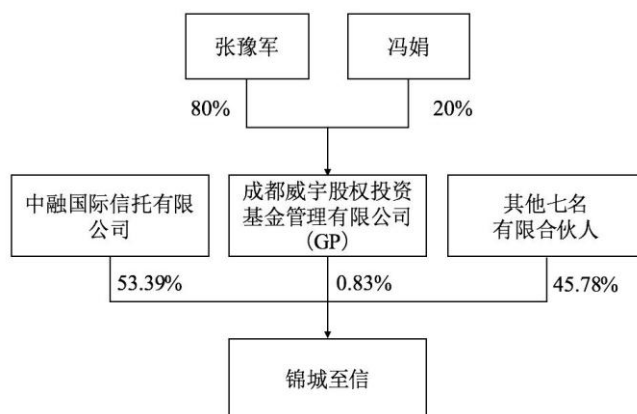 张豫军
冯娟
80%
20%
中融国际信托有限
公司
成都威宇股权投资
基金管理有限公司
(GP)
其他七名
有限合伙人
53.39%
0.83%
45.78%
锦城至信